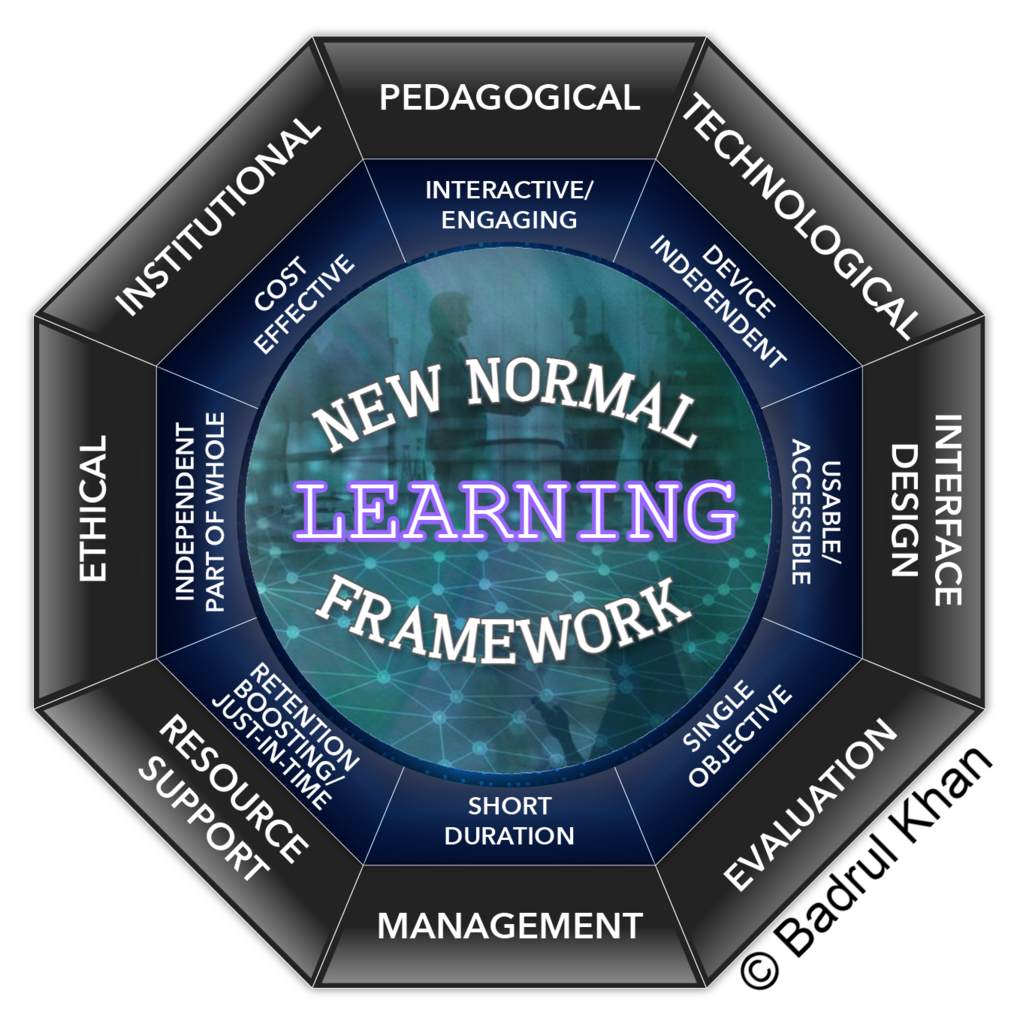 PEDAGOGICAL
TECHNOLOGICAL
INTERFACE
DESIGN
EVALUATION
MANAGEMENT
RESOURCE
SUPPORT
ETHICAL
INSTITUTIONAL
INTERACTIVE/
ENGAGING
DEVICE
INDEPENDENT
USABLE/
ACCESSIBLE
SINGLE
OBJECTIVE
SHORT
DURATION
RETENTION
BOOSTING/
JUST-IN-TIME
INDEPENDENT
PART OF WHOLE
COST
EFFECTIVE
NEW NORMAL
LEARNING
FRAMEWORK
© Badrul Khan